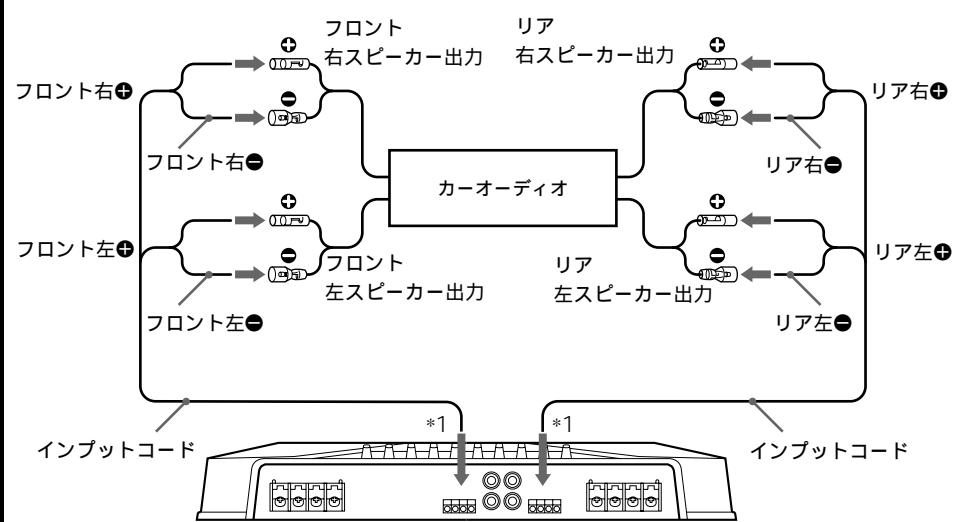 フロント
右スピーカー出力
リア
右スピーカー出力
フロント右⊕
リア右⊕
フロント右⊖
リア右⊖
カーオーディオ
フロント左⊕
リア左⊕
フロント
左スピーカー出力
リア
左スピーカー出力
フロント左⊖
リア左⊖
*1
*1
インプットコード
インプットコード